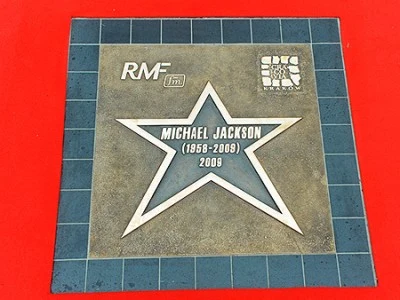 RMF
fm
KRAKÓW
MICHAEL JACKSON
(1958-2009)
2009